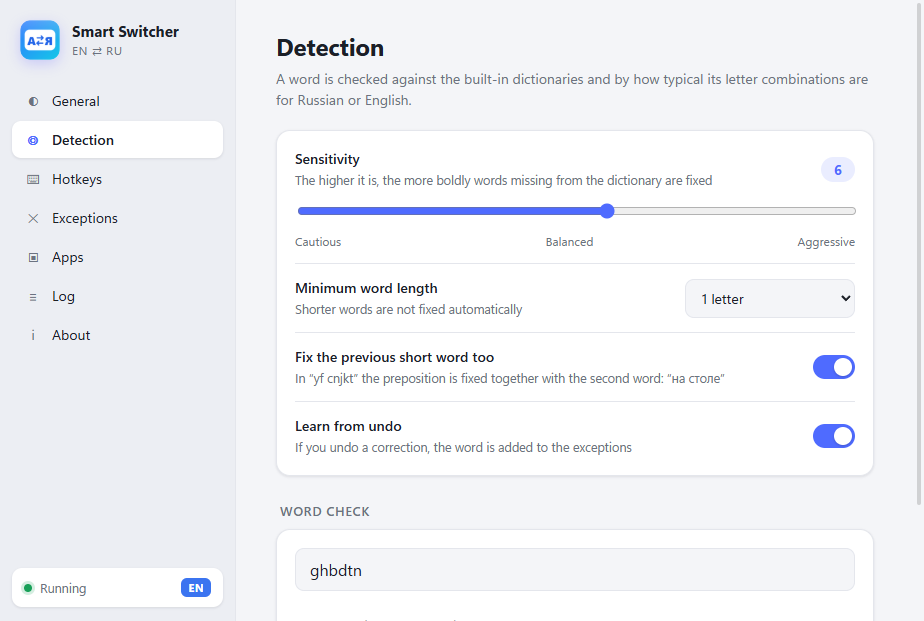 A⇄Я
Smart Switcher
EN ⇄ RU
General
Detection
Hotkeys
Exceptions
Apps
Log
About
Running
EN
Detection
A word is checked against the built-in dictionaries and by how typical its letter combinations are
for Russian or English.
Sensitivity
The higher it is, the more boldly words missing from the dictionary are fixed
6
Cautious
Balanced
Aggressive
Minimum word length
Shorter words are not fixed automatically
1 letter
Fix the previous short word too
In “yf cnjkt” the preposition is fixed together with the second word: “на столе”
Learn from undo
If you undo a correction, the word is added to the exceptions
WORD CHECK
ghbdtn